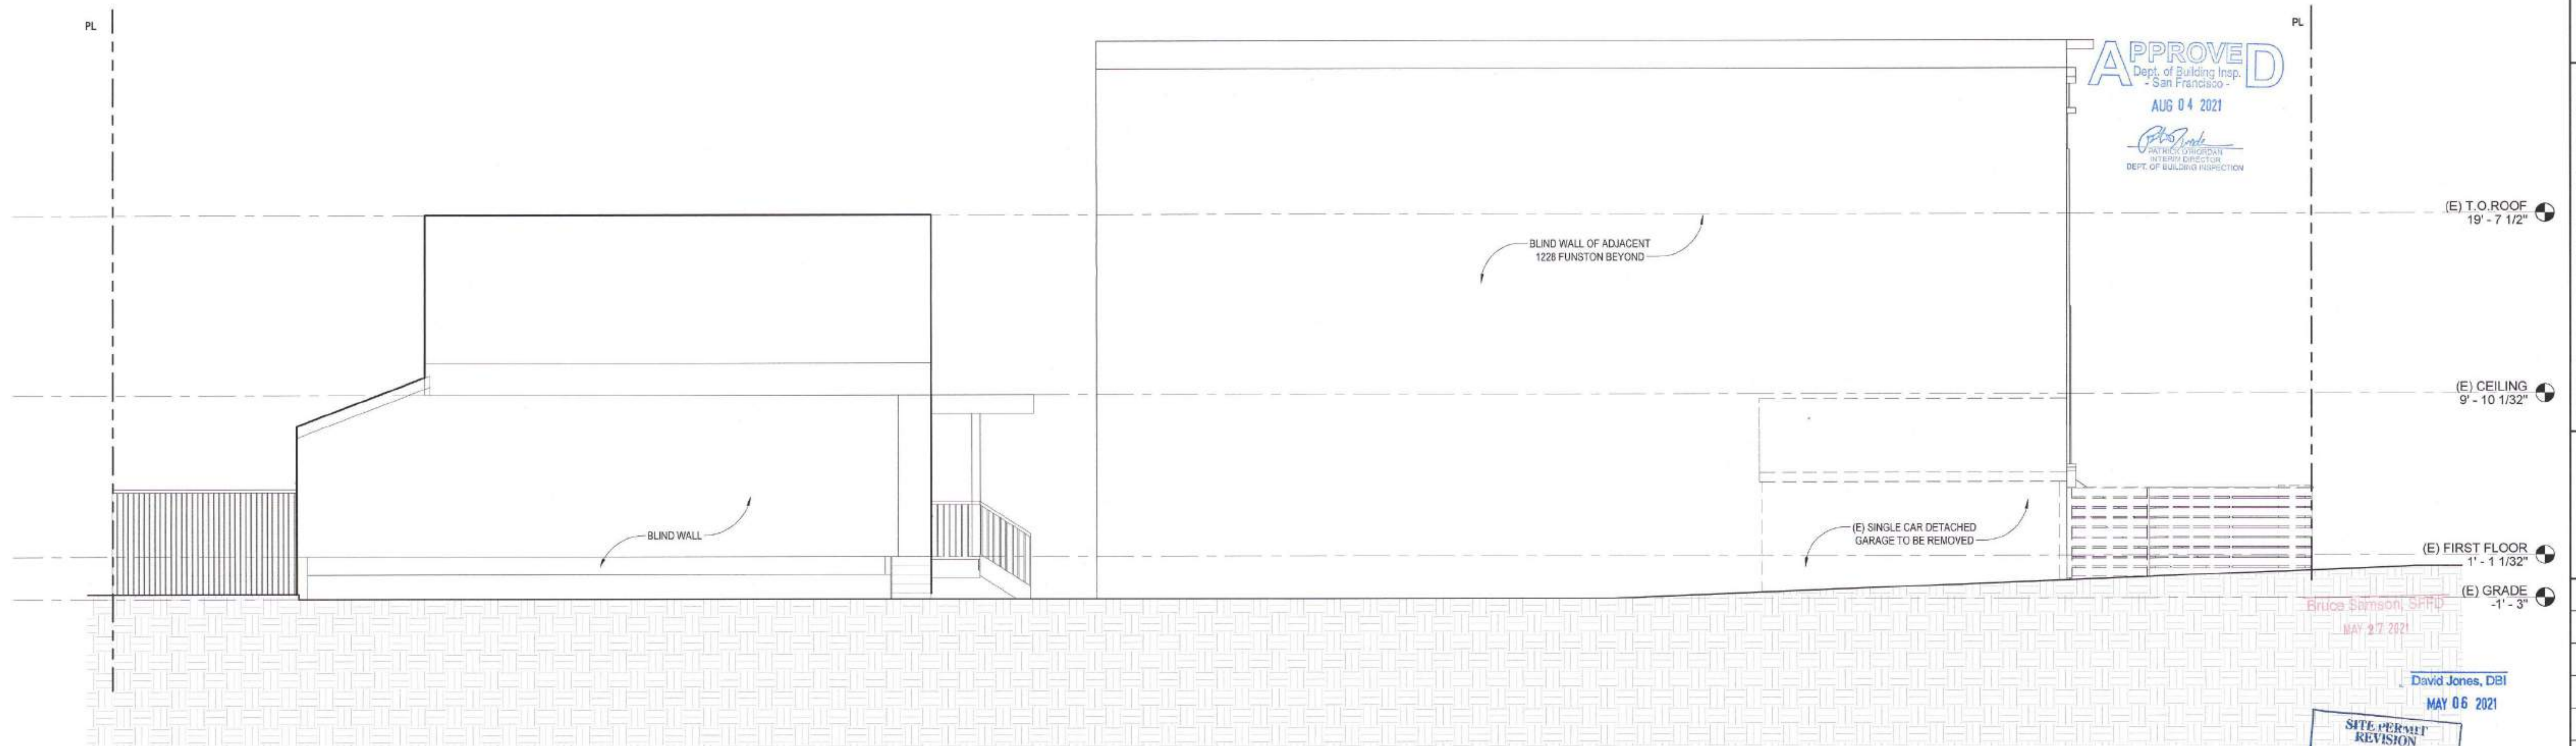 PL
PL
APPROVED
Dept. of Building Insp.
- San Francisco -
AUG 04 2021
PATRICK O'RIORDAN
INTERIM DIRECTOR
DEPT. OF BUILDING INSPECTION
(E) T.O.ROOF
19' - 7 1/2"
BLIND WALL OF ADJACENT
1228 FUNSTON BEYOND
(E) CEILING
9' - 10 1/32"
BLIND WALL
(E) SINGLE CAR DETACHED
GARAGE TO BE REMOVED
(E) FIRST FLOOR
1' - 1 1/32"
(E) GRADE
-1' - 3"
Bruce Samson, SFFD
MAY 27 2021
David Jones, DBI
MAY 06 2021
SITE PERMIT
REVISION